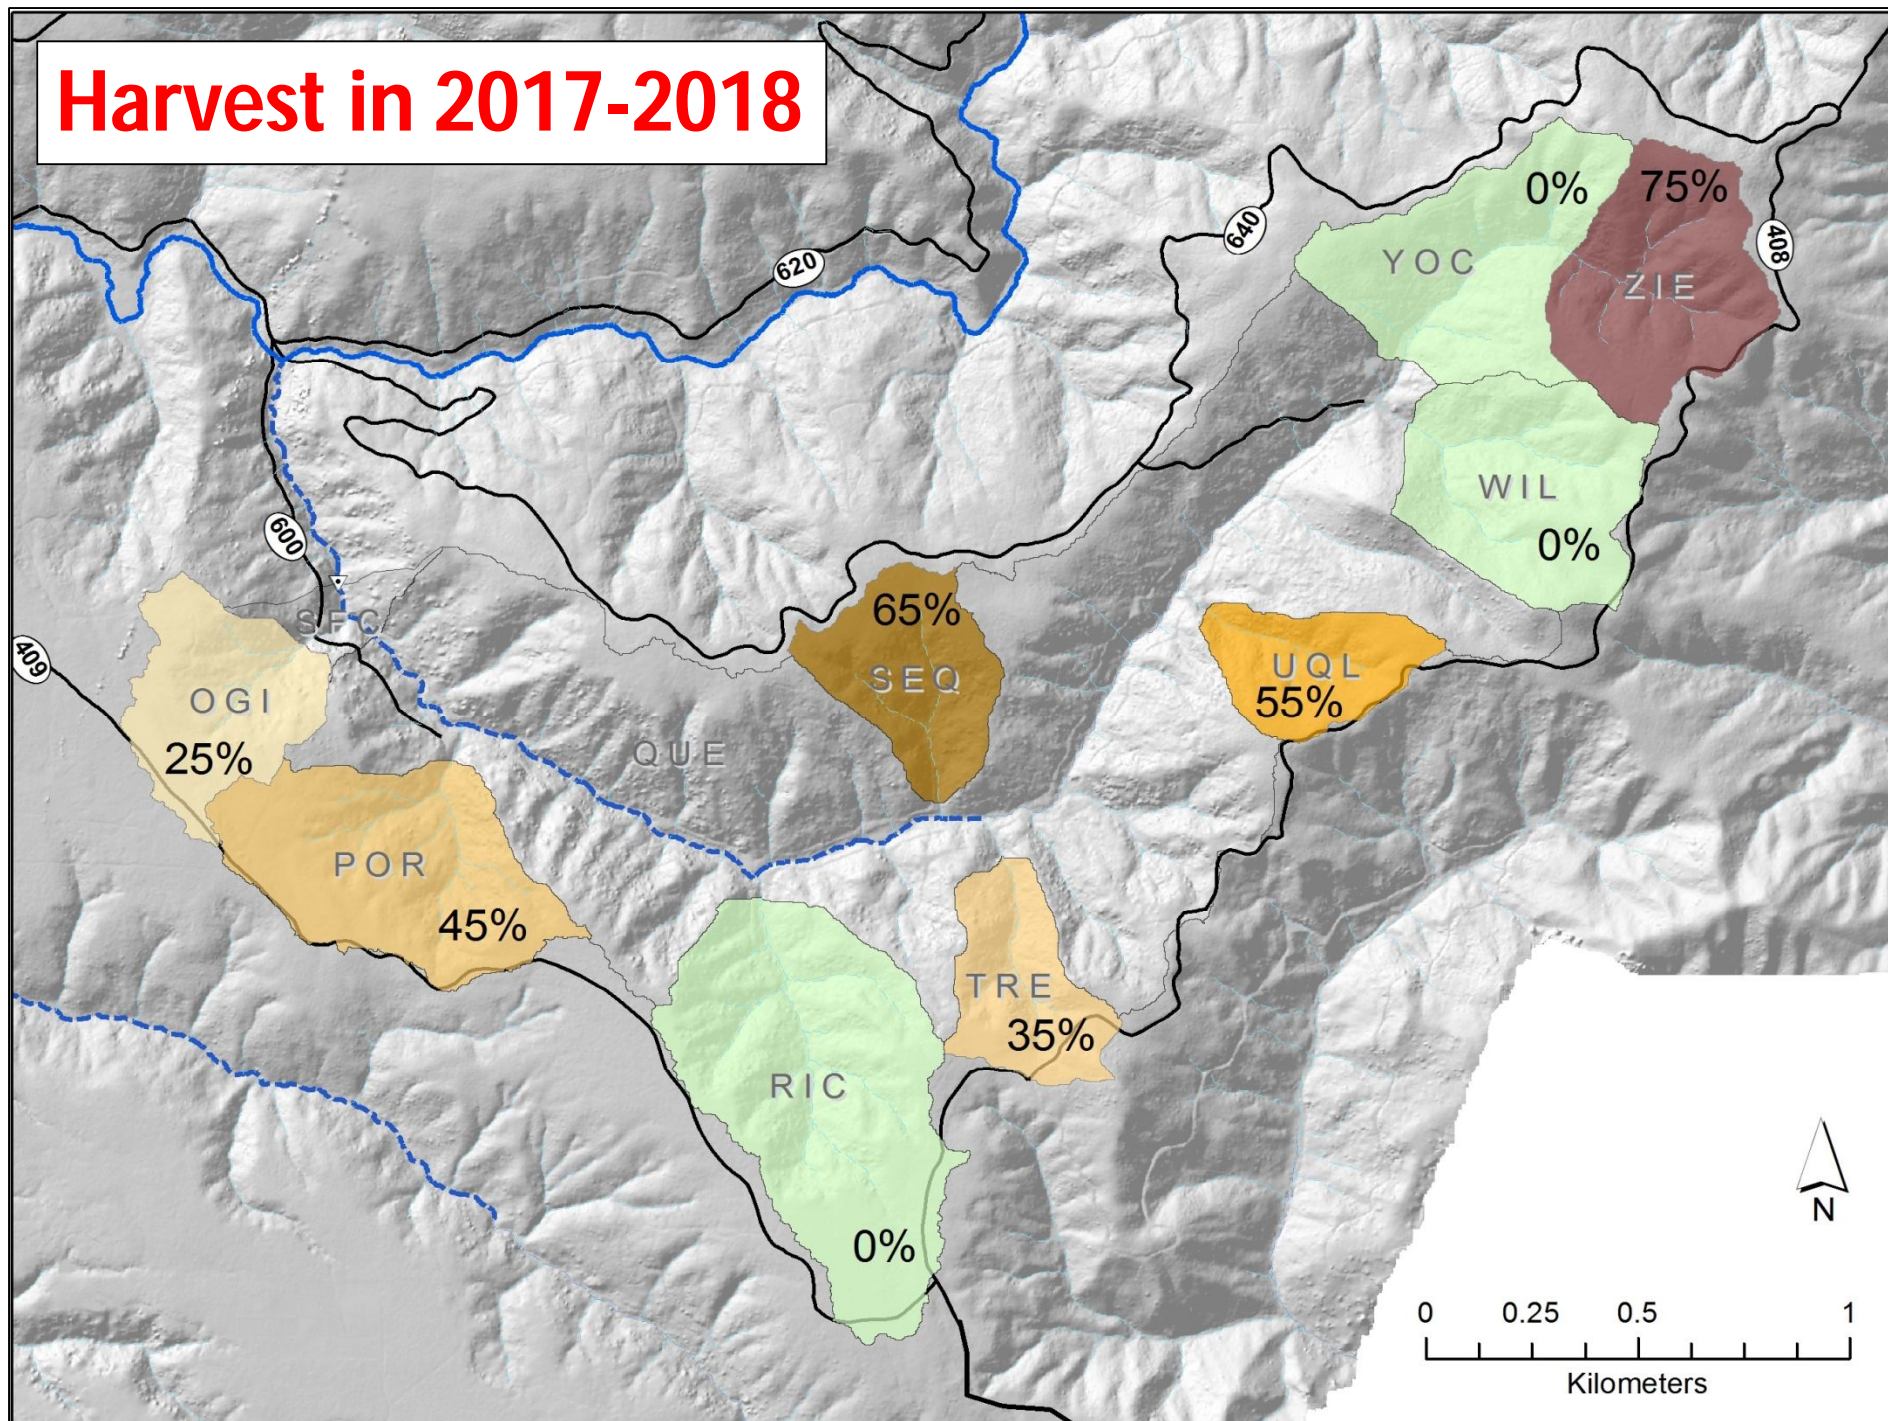 Harvest in 2017-2018
0%
75%
640
408
YOC
620
ZIE
WIL
600
0%
65%
SFC
409
UQL
SEQ
OGI
55%
QUE
25%
POR
45%
TRE
35%
RIC
N
0%
0 0.25 0.5 1
Kilometers